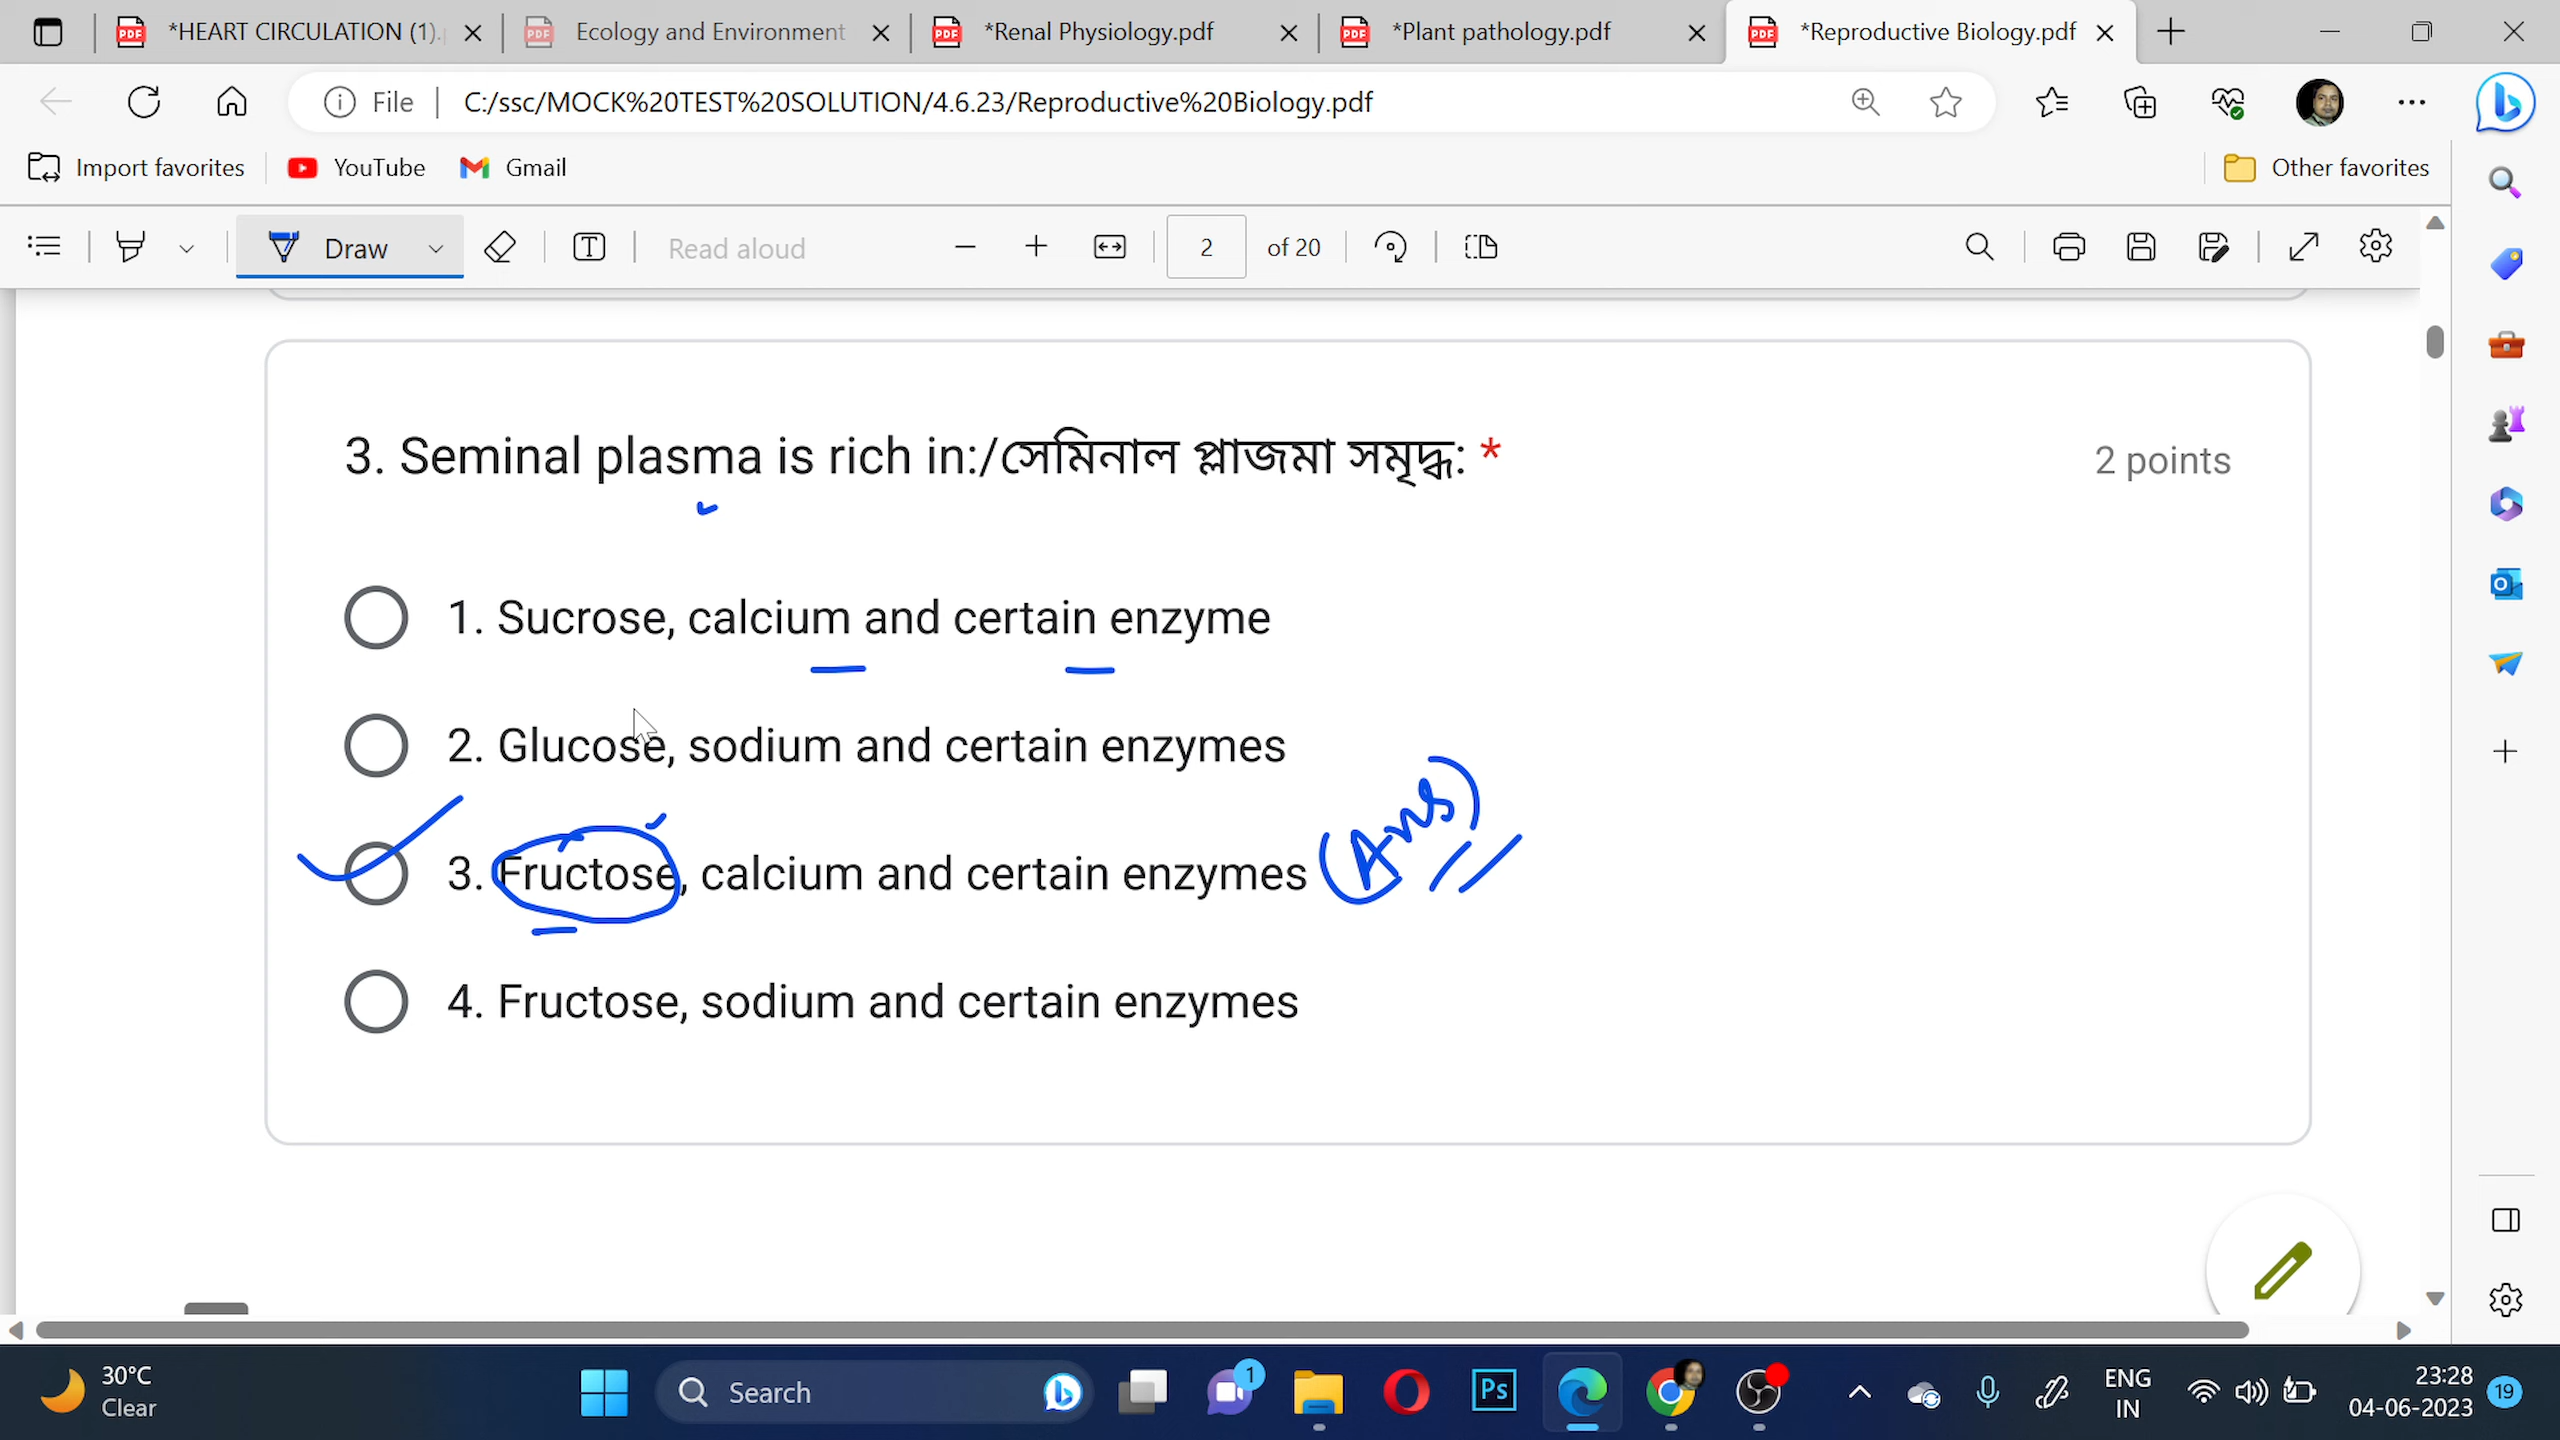 *HEART CIRCULATION (1).
Ecology and Environment
*Renal Physiology.pdf
*Plant pathology.pdf
*Reproductive Biology.pdf
File
C:/ssc/MOCK%20TEST%20SOLUTION/4.6.23/Reproductive%20Biology.pdf
Import favorites
YouTube
Gmail
Other favorites
Draw
Read aloud
2
of 20
3. Seminal plasma is rich in:/সেমিনাল প্লাজমা সমৃদ্ধ: *
2 points
1. Sucrose, calcium and certain enzyme
2. Glucose, sodium and certain enzymes
3. Fructose, calcium and certain enzymes (Ans)
4. Fructose, sodium and certain enzymes
30°C
Clear
Search
1
Ps
ENG
IN
23:28
04-06-2023
19